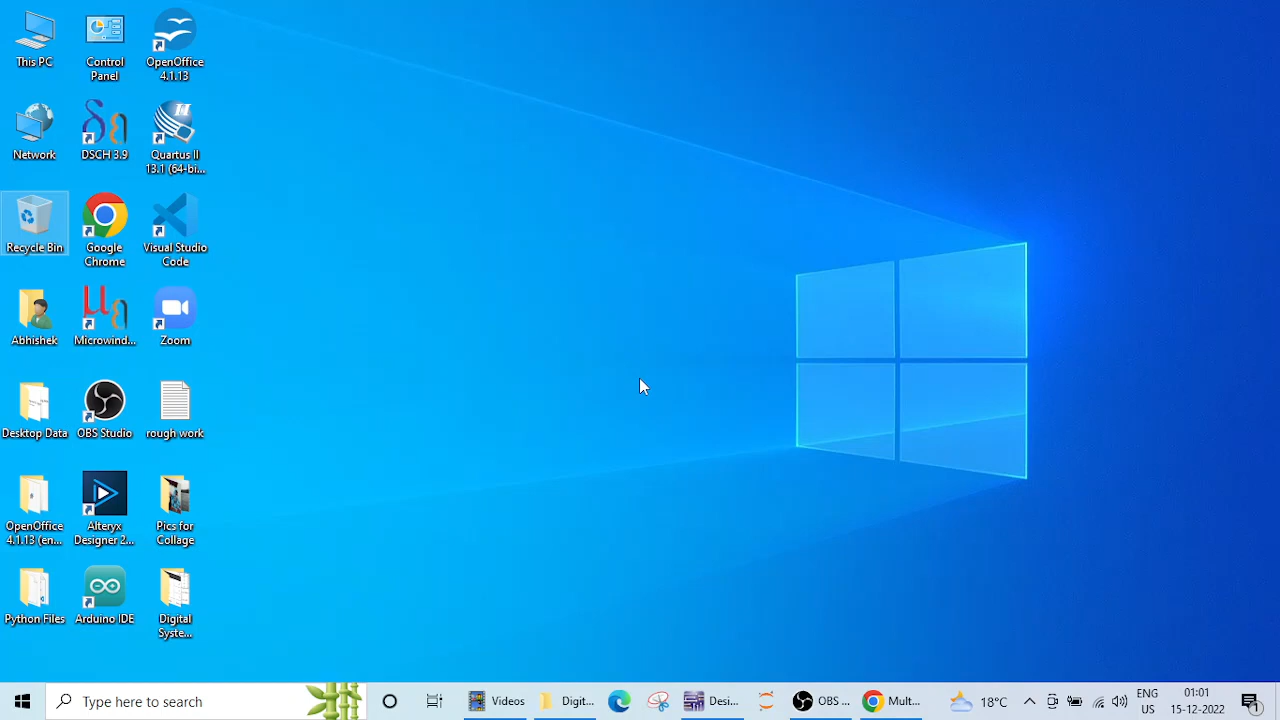 This PC
Control
Panel
OpenOffice
4.1.13
Network
DSCH 3.9
Quartus II
13.1 (64-bi...
Recycle Bin
Google
Chrome
Visual Studio
Code
Abhishek
Microwind...
Zoom
Desktop Data
OBS Studio
rough work
OpenOffice
4.1.13 (en...
Alteryx
Designer 2...
Pics for
Collage
Python Files
Arduino IDE
Digital
Syste...
Type here to search
Videos
Digit...
Desi...
OBS ...
Mult...
18°C
ENG
US
01:01
15-12-2022
1